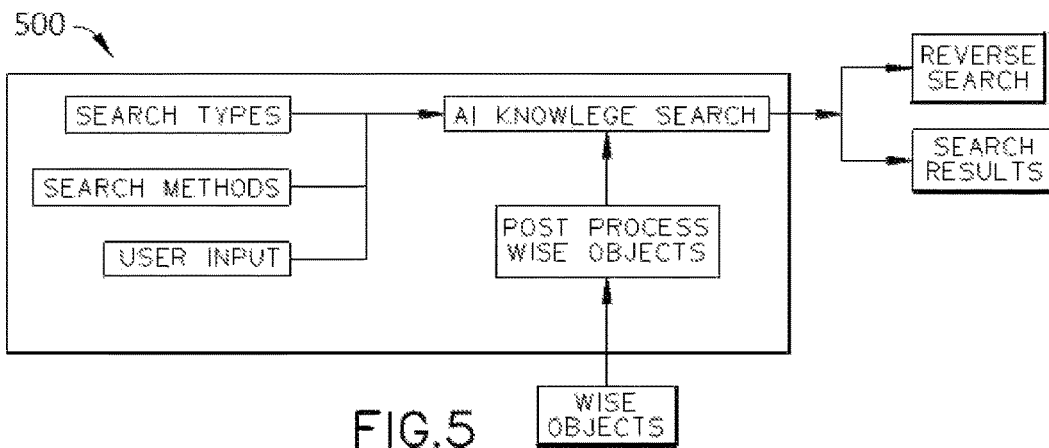 500
REVERSE
SEARCH
SEARCH TYPES
AI KNOWLEGE SEARCH
SEARCH
RESULTS
SEARCH METHODS
POST PROCESS
WISE OBJECTS
USER INPUT
WISE
OBJECTS
FIG.5